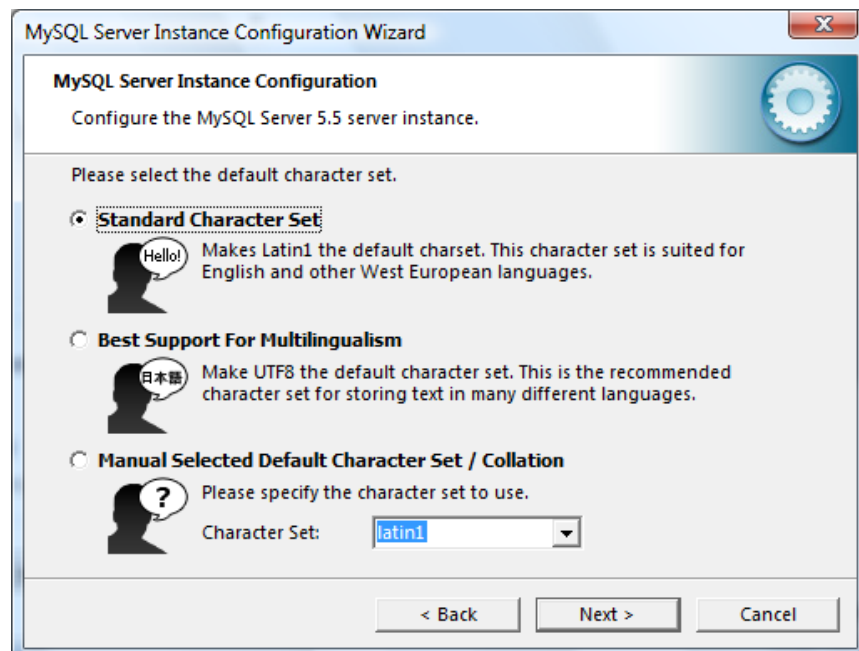 MySQL Server Instance Configuration Wizard
MySQL Server Instance Configuration
Configure the MySQL Server 5.5 server instance.
Please select the default character set.
Standard Character Set
Hello!
Makes Latin1 the default charset. This character set is suited for
English and other West European languages.
Best Support For Multilingualism
日本語
Make UTF8 the default character set. This is the recommended
character set for storing text in many different languages.
Manual Selected Default Character Set / Collation
?
Please specify the character set to use.
Character Set: latin1
< Back Next > Cancel